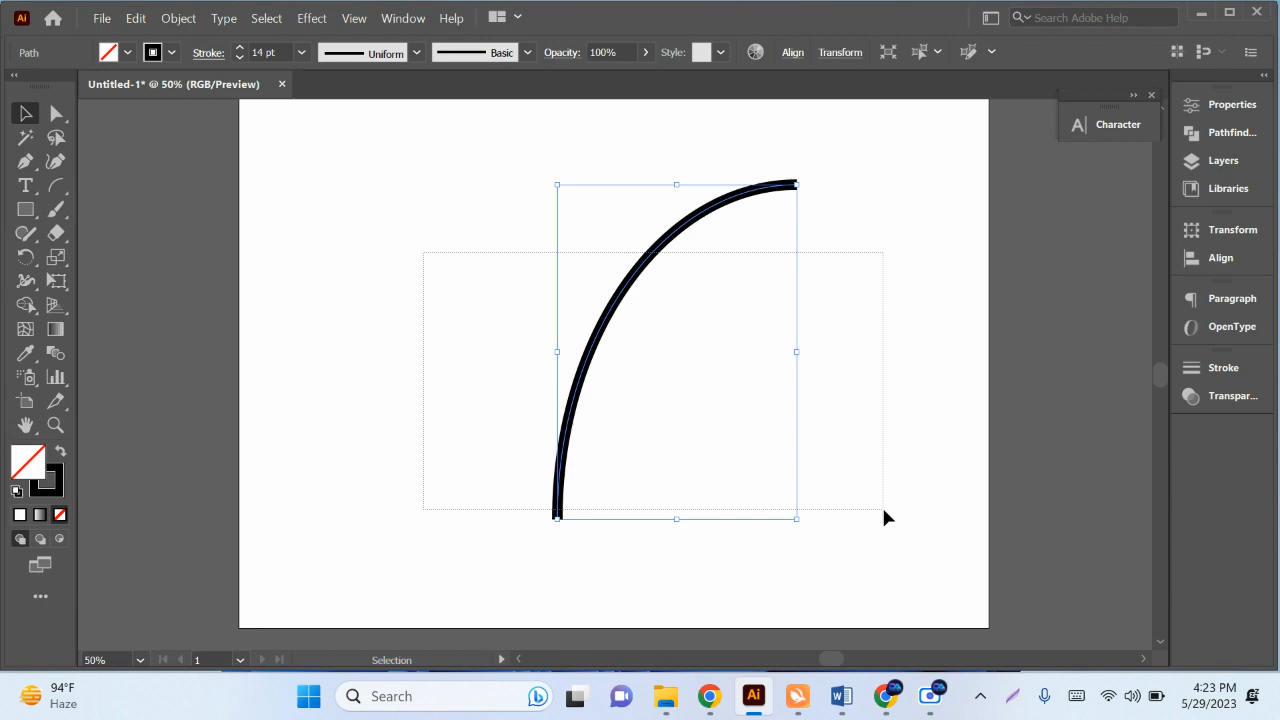 Ai File Edit Object Type Select Effect View Window Help Search Adobe Help
Path Stroke: 14 pt Uniform Basic Opacity: 100% Style: Align Transform
Untitled-1* @ 50% (RGB/Preview)
Character
Properties
Pathfind...
Layers
Libraries
Transform
Align
Paragraph
OpenType
Stroke
Transpar...
50% 1 Selection
94°F
Haze
Search
Ai
4:23 PM
5/29/2023